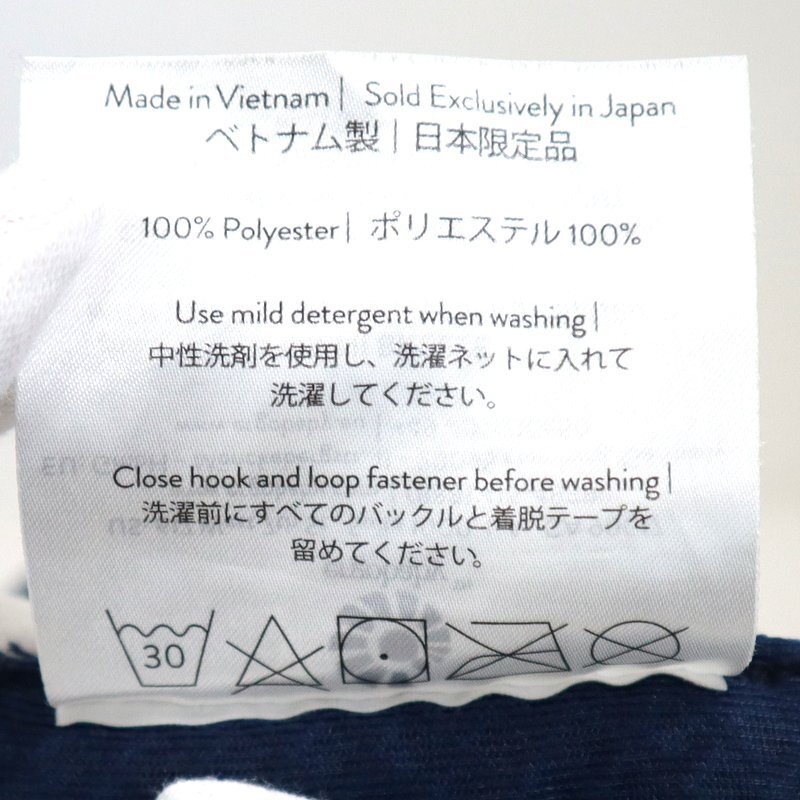 Made in Vietnam | Sold Exclusively in Japan
ベトナム製 | 日本限定品
100% Polyester | ポリエステル 100%
Use mild detergent when washing |
中性洗剤を使用し、洗濯ネットに入れて
洗濯してください。
Close hook and loop fastener before washing |
洗濯前にすべてのバックルと着脱テープを
留めてください。
30